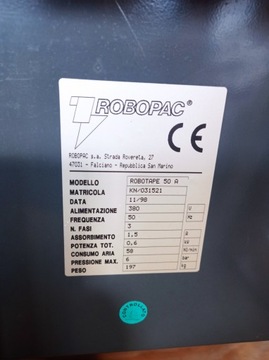 ROBOPAC®
CE
ROBOPAC s.a. Strada Rovereta, 27
47031 - Falciano - Repubblica San Marino
MODELLO ROBOTAPE 50 A
MATRICOLA KN/031521
DATA 11/98
ALIMENTAZIONE 380 V
FREQUENZA 50 Hz
N. FASI 3
ASSORBIMENTO 1.5 A
POTENZA TOT. 0,6 kW
CONSUMO ARIA 58 Nl/min
PRESSIONE MAX. 6 bar
PESO 197 kg